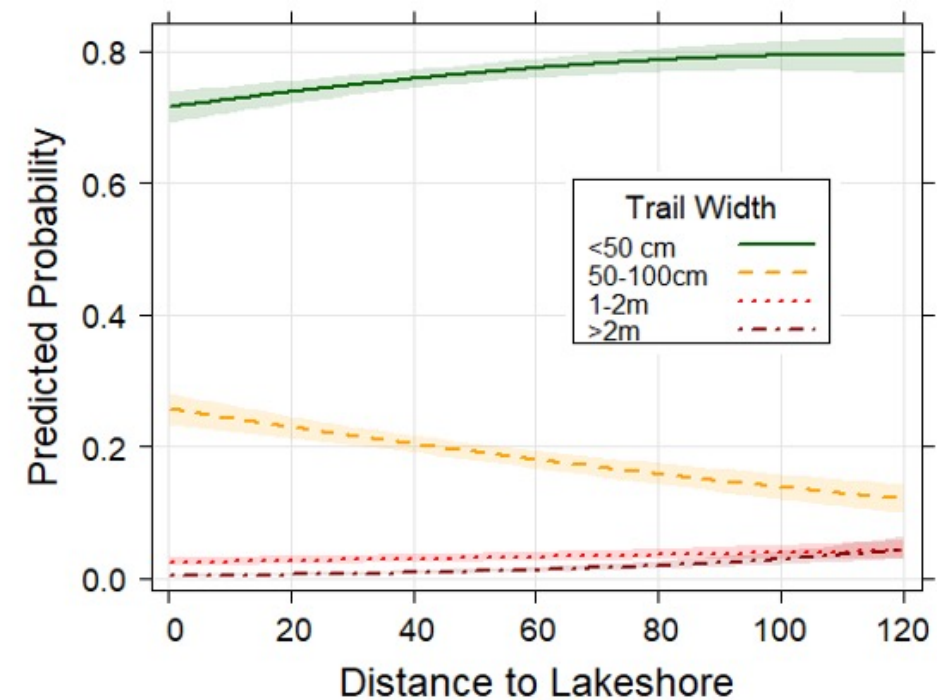 0.8
0.6
0.4
0.2
0.0
Predicted Probability
Trail Width
<50 cm
50-100cm
1-2m
>2m
0 20 40 60 80 100 120
Distance to Lakeshore